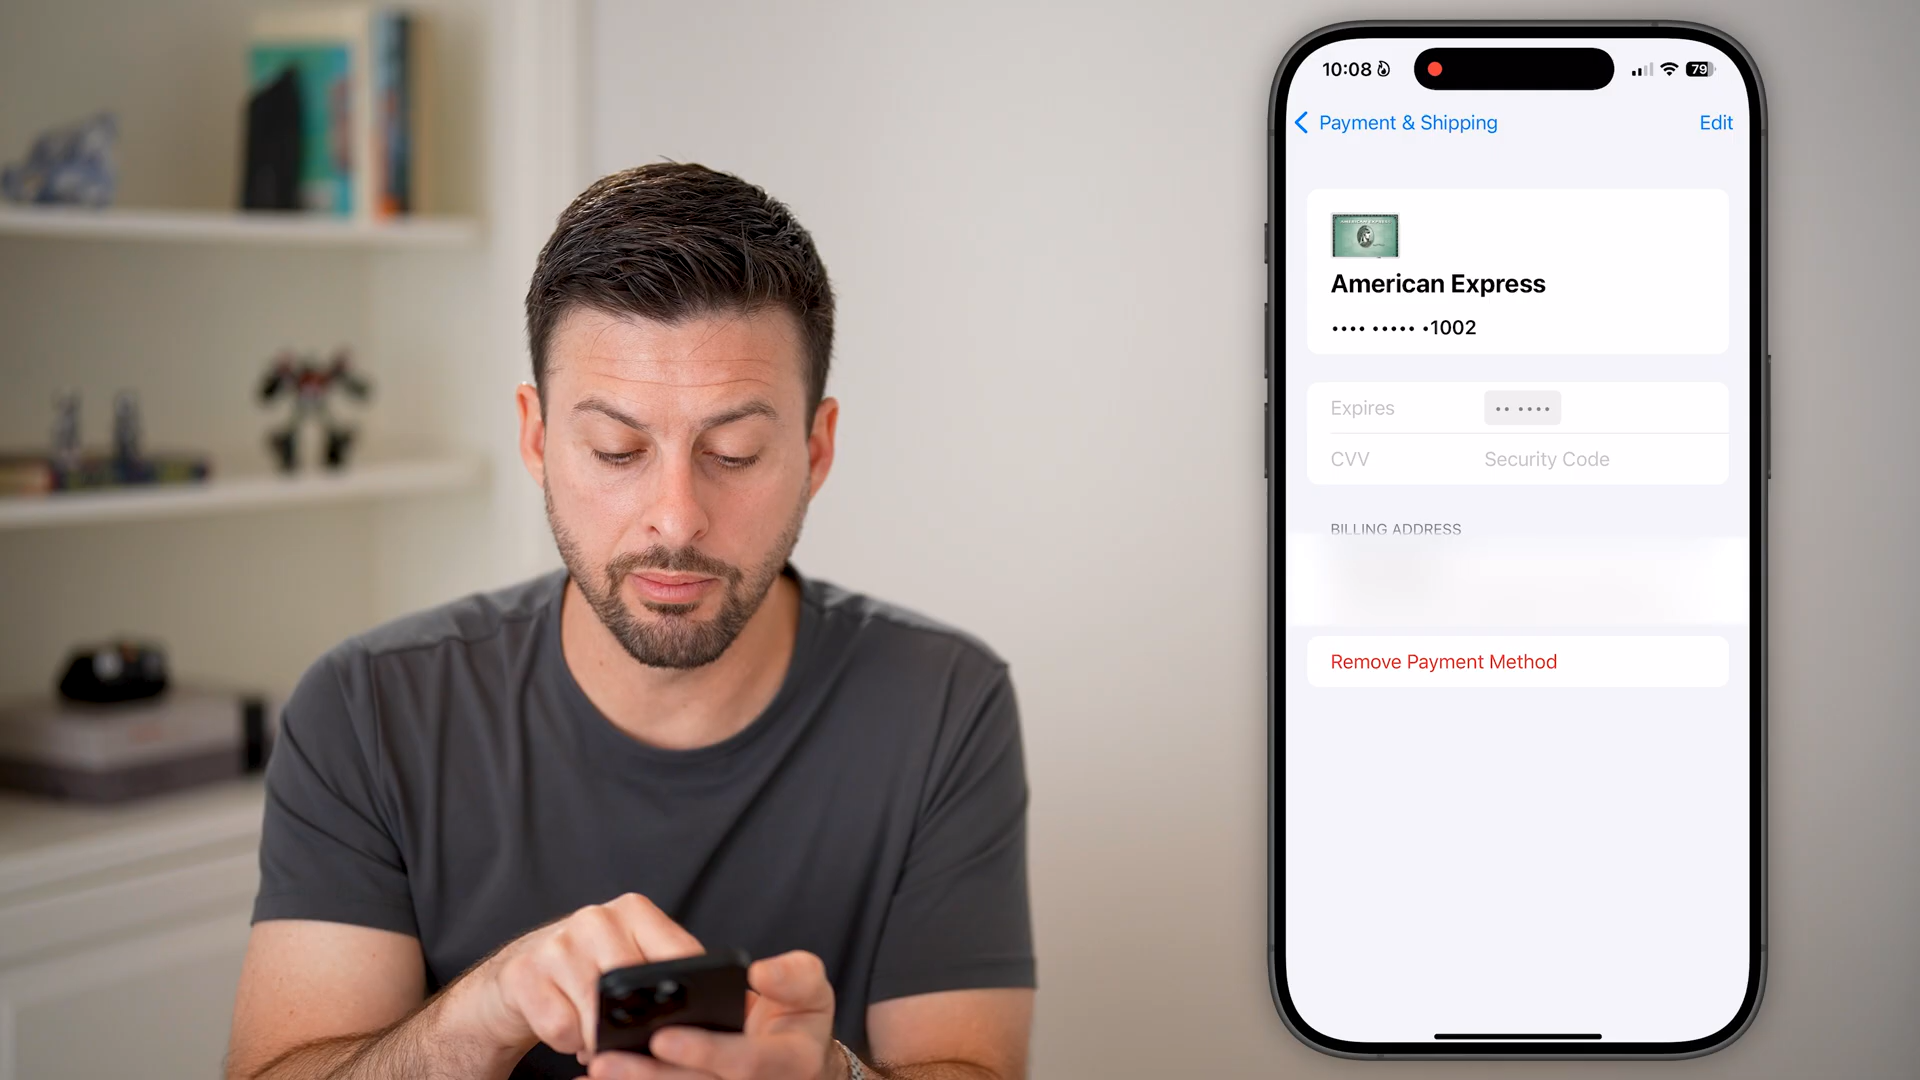 10:08
79
Payment & Shipping
Edit
American Express
•••• ••••• •1002
Expires •• ••••
CVV Security Code
BILLING ADDRESS
Remove Payment Method